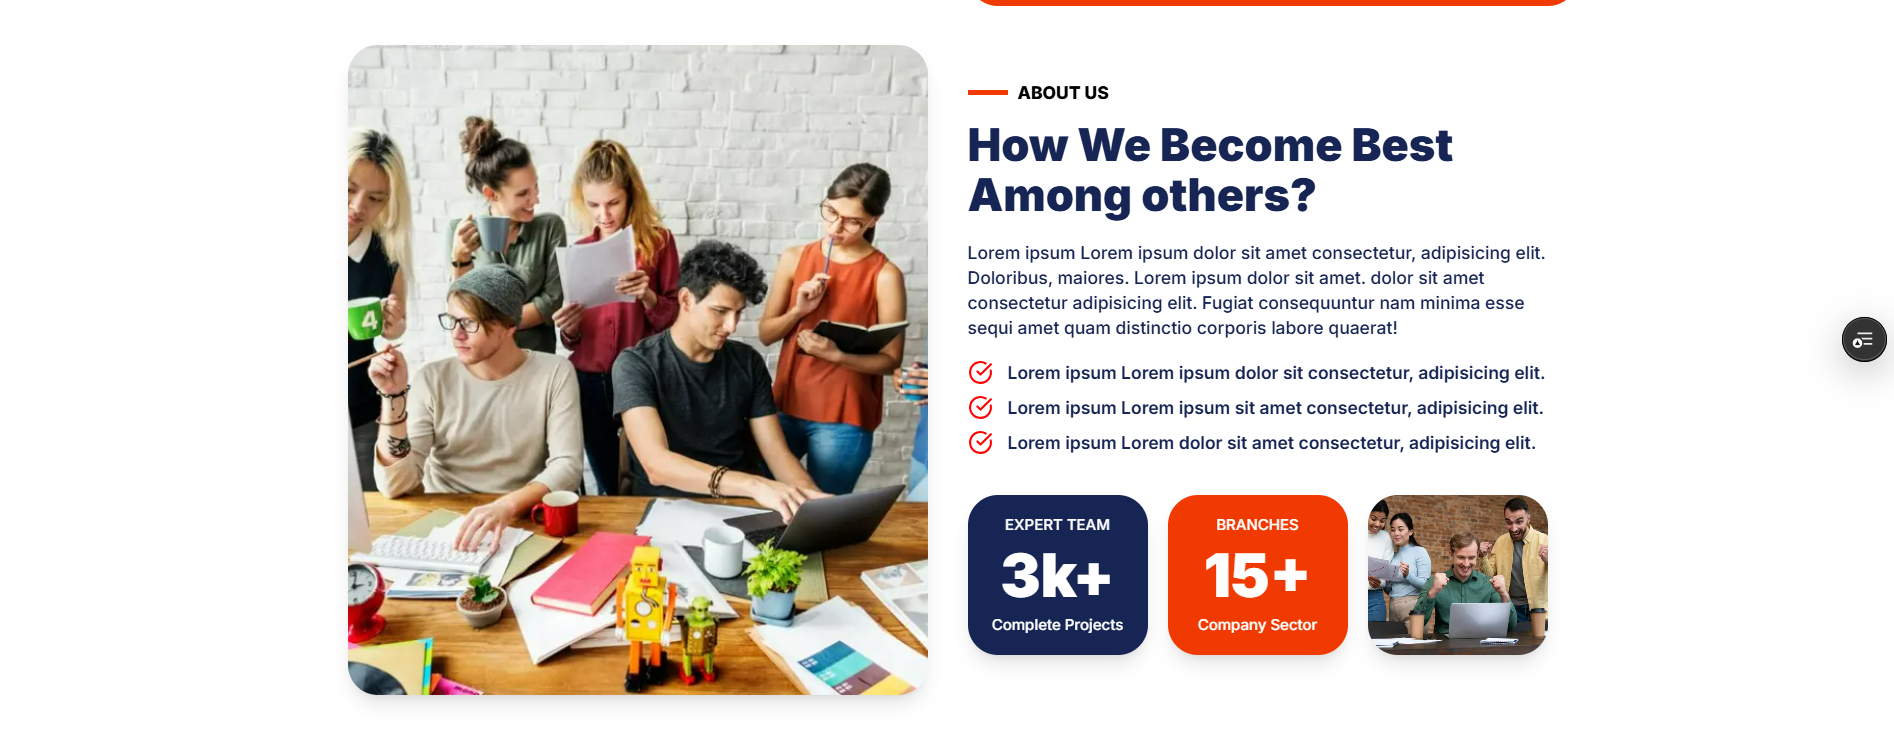 ABOUT US
How We Become Best
Among others?
Lorem ipsum Lorem ipsum dolor sit amet consectetur, adipisicing elit.
Doloribus, maiores. Lorem ipsum dolor sit amet. dolor sit amet
consectetur adipisicing elit. Fugiat consequuntur nam minima esse
sequi amet quam distinctio corporis labore quaerat!
Lorem ipsum Lorem ipsum dolor sit consectetur, adipisicing elit.
Lorem ipsum Lorem ipsum sit amet consectetur, adipisicing elit.
Lorem ipsum Lorem dolor sit amet consectetur, adipisicing elit.
EXPERT TEAM
3k+
Complete Projects
BRANCHES
15+
Company Sector
4